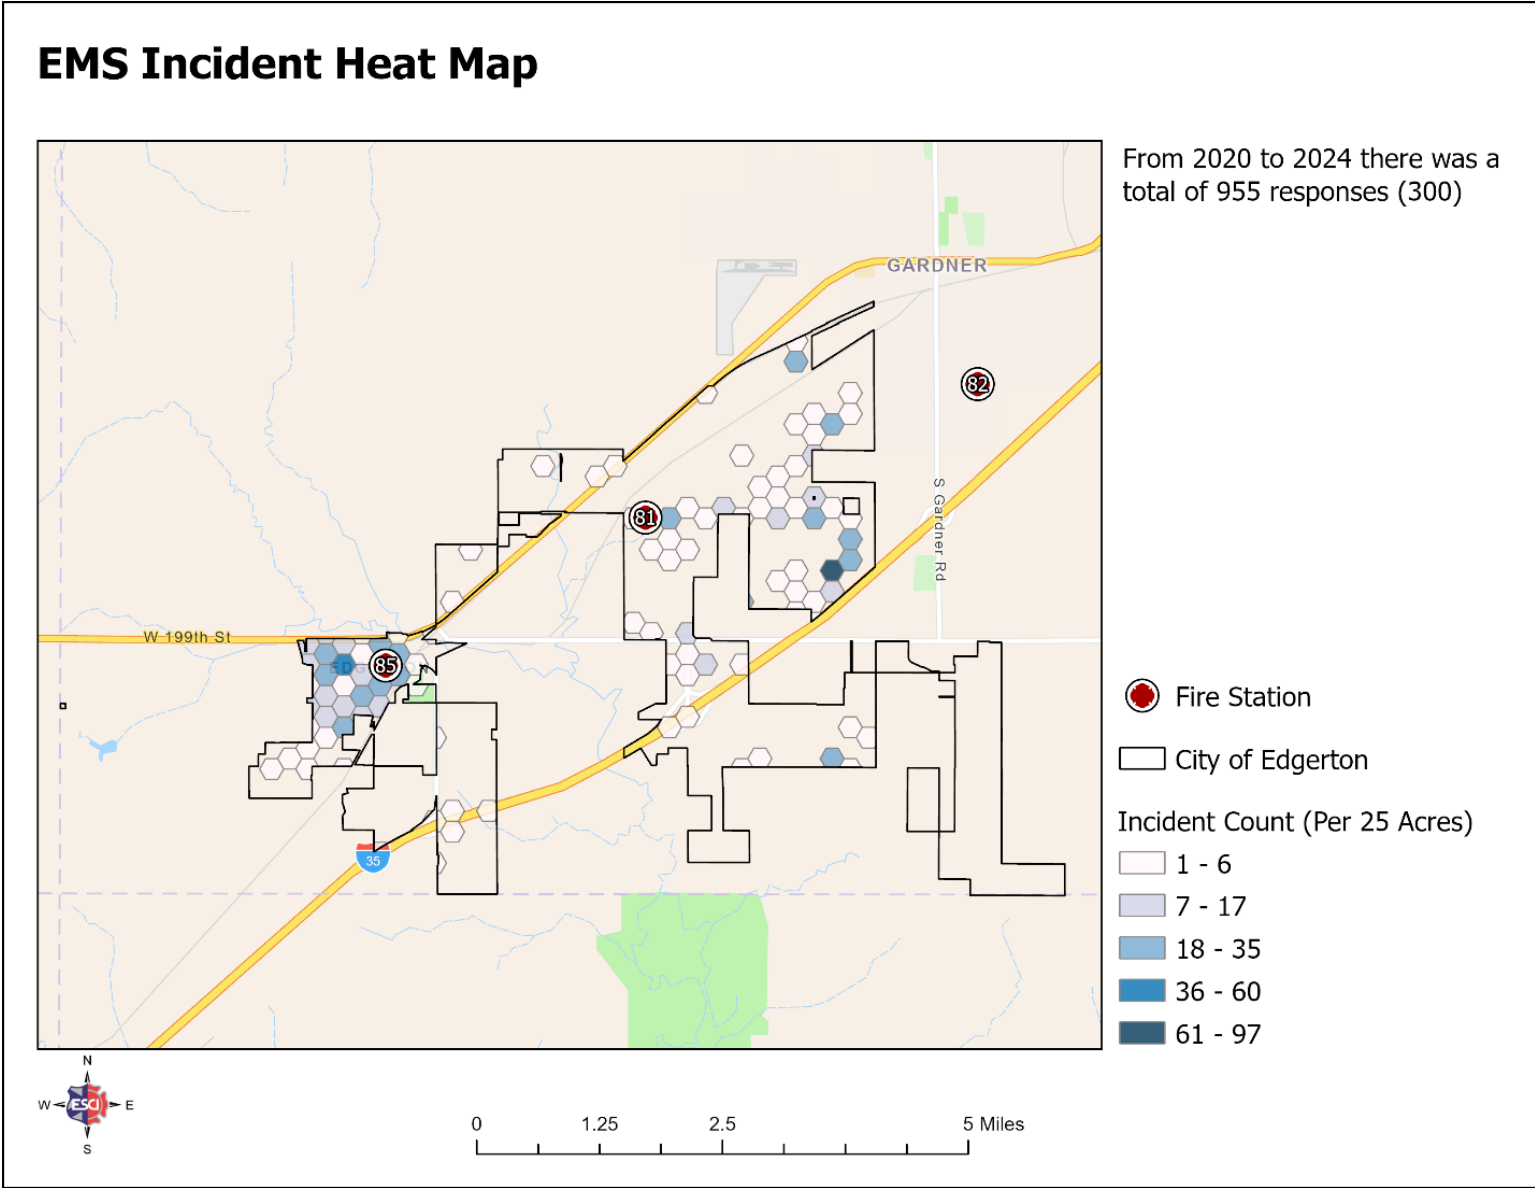 EMS Incident Heat Map
From 2020 to 2024 there was a
total of 955 responses (300)
GARDNER
82
S Gardner Rd
81
W 199th St
85
35
Fire Station
City of Edgerton
Incident Count (Per 25 Acres)
1 - 6
7 - 17
18 - 35
36 - 60
61 - 97
N
W
ESCI
E
S
0
1.25
2.5
5 Miles